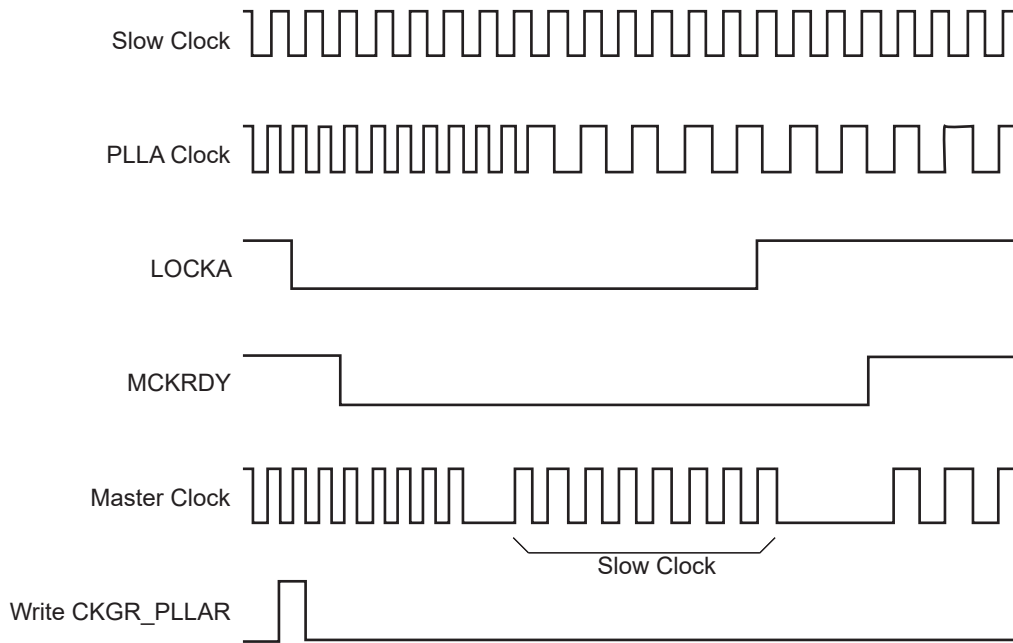 Slow Clock
PLLA Clock
LOCKA
MCKRDY
Master Clock
Slow Clock
Write CKGR_PLLAR